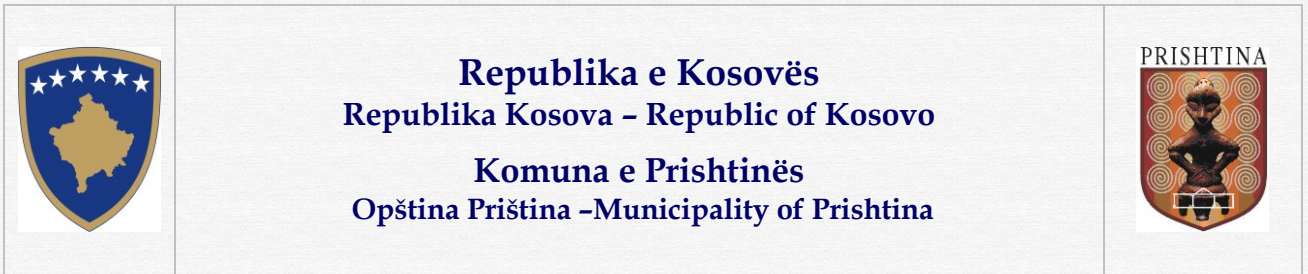 Republika e Kosovës
Republika Kosova – Republic of Kosovo
Komuna e Prishtinës
Opština Priština –Municipality of Prishtina
PRISHTINA